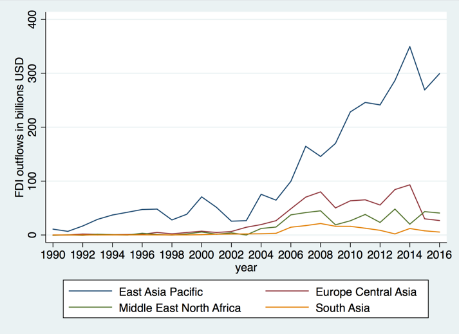 FDI outflows in billions USD
400
300
200
100
0
1990 1992 1994 1996 1998 2000 2002 2004 2006 2008 2010 2012 2014 2016
year
East Asia Pacific Europe Central Asia
Middle East North Africa South Asia